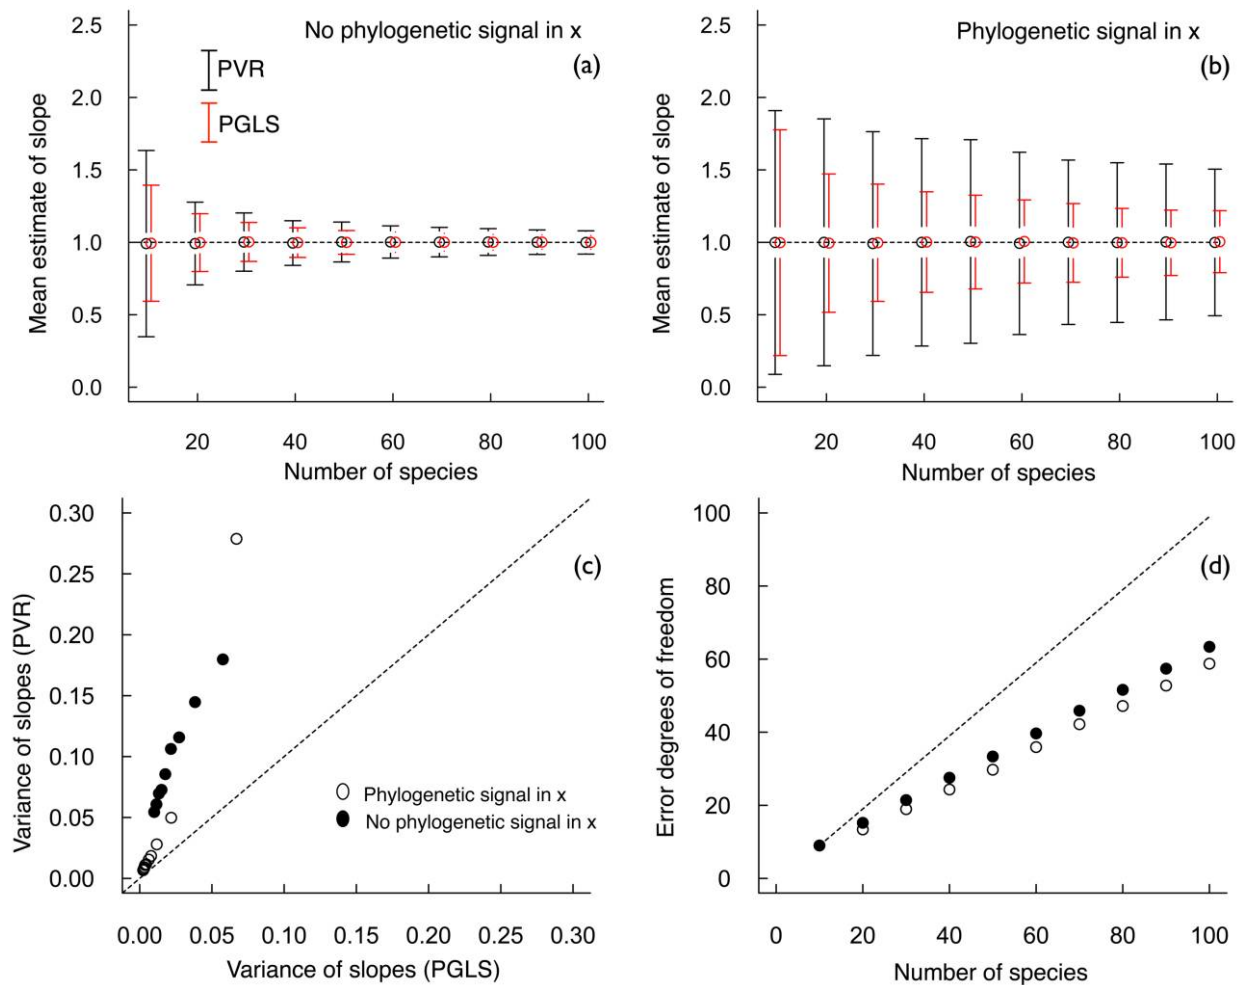 No phylogenetic signal in x
(a)
PVR
PGLS
2.5
2.0
1.5
1.0
0.5
0.0
Mean estimate of slope
20 40 60 80 100
Number of species
Phylogenetic signal in x
(b)
2.5
2.0
1.5
1.0
0.5
0.0
Mean estimate of slope
20 40 60 80 100
Number of species
(c)
0.30
0.25
0.20
0.15
0.10
0.05
0.00
Variance of slopes (PVR)
Phylogenetic signal in x
No phylogenetic signal in x
0.00 0.05 0.10 0.15 0.20 0.25 0.30
Variance of slopes (PGLS)
(d)
100
80
60
40
20
0
Error degrees of freedom
0 20 40 60 80 100
Number of species